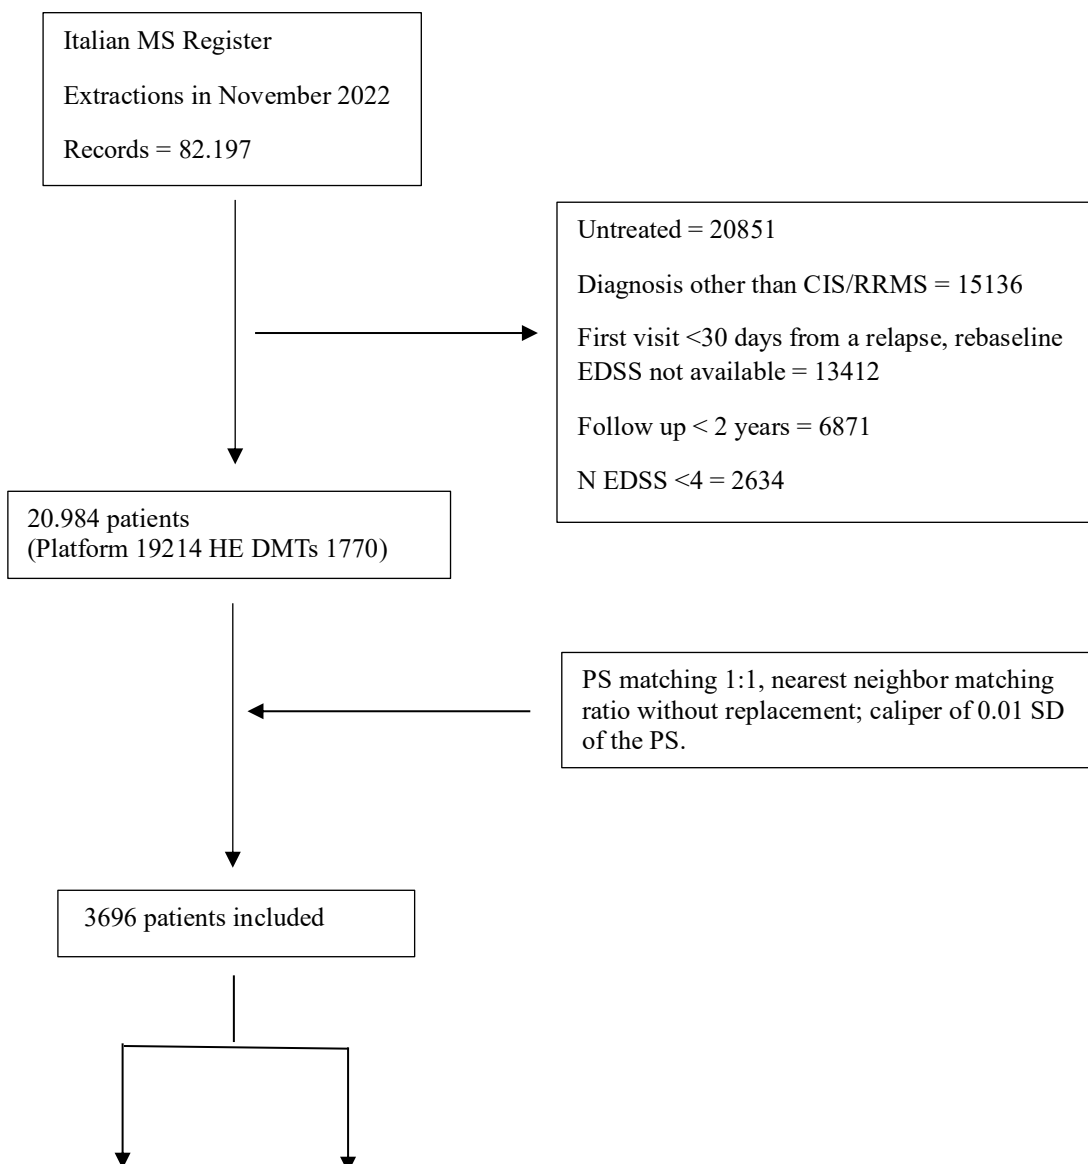 Italian MS Register
Extractions in November 2022
Records = 82.197
Untreated = 20851
Diagnosis other than CIS/RRMS = 15136
First visit <30 days from a relapse, rebaseline
EDSS not available = 13412
Follow up < 2 years = 6871
N EDSS <4 = 2634
20.984 patients
(Platform 19214 HE DMTs 1770)
PS matching 1:1, nearest neighbor matching
ratio without replacement; caliper of 0.01 SD
of the PS.
3696 patients included